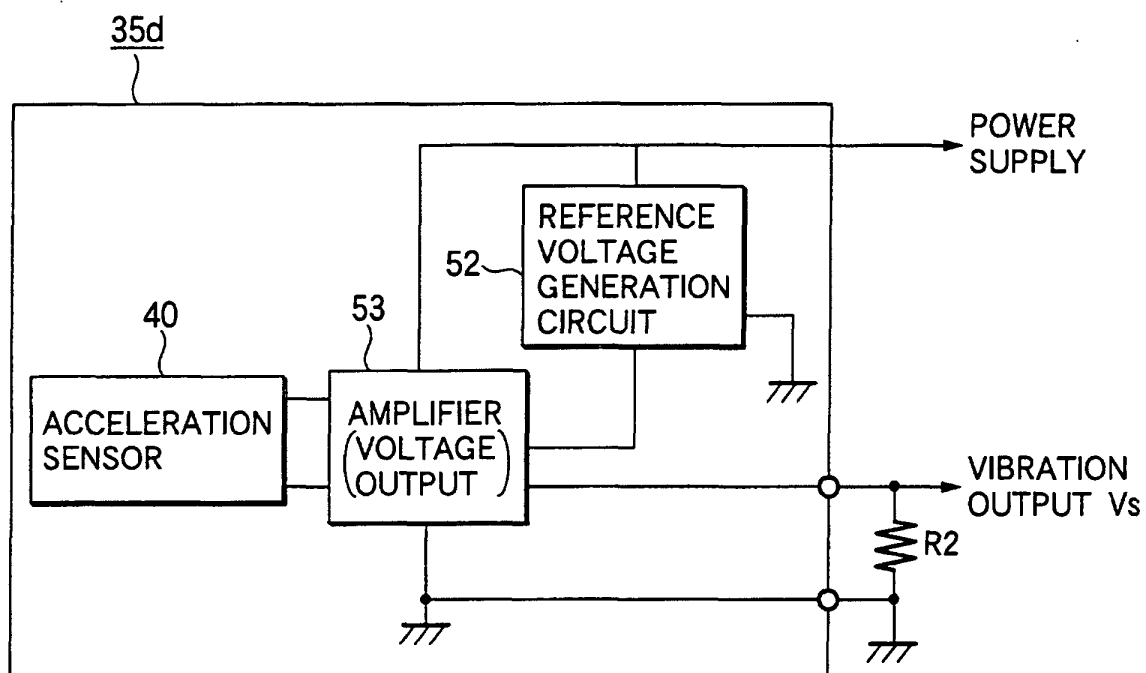 35d
POWER
SUPPLY
REFERENCE
VOLTAGE
GENERATION
CIRCUIT
52
40
53
ACCELERATION
SENSOR
AMPLIFIER
(VOLTAGE
OUTPUT)
VIBRATION
OUTPUT Vs
R2